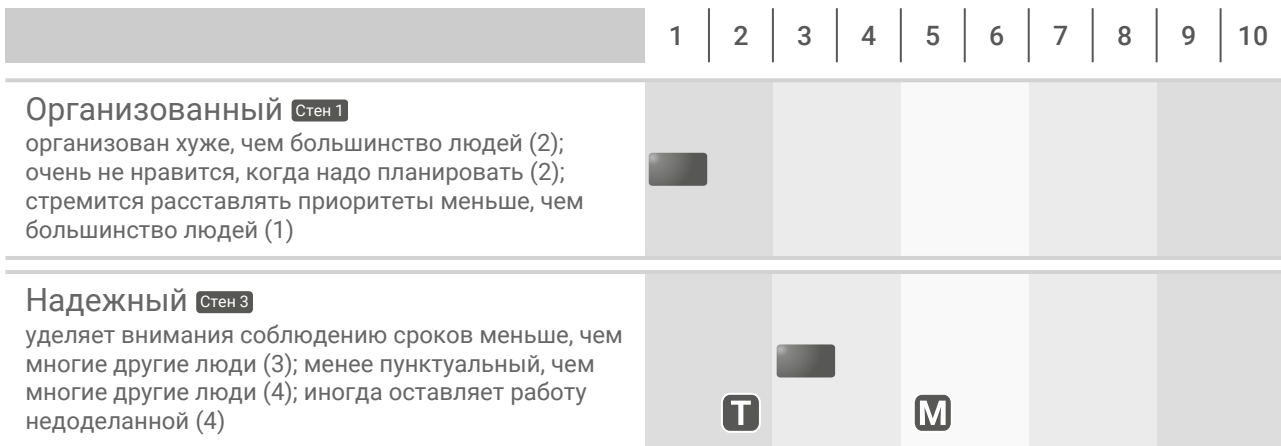 1 2 3 4 5 6 7 8 9 10
Организованный Стен 1
организован хуже, чем большинство людей (2);
очень не нравится, когда надо планировать (2);
стремится расставлять приоритеты меньше, чем
большинство людей (1)
Надежный Стен 3
уделяет внимания соблюдению сроков меньше, чем
многие другие люди (3); менее пунктуальный, чем
многие другие люди (4); иногда оставляет работу
недоделанной (4)
T M